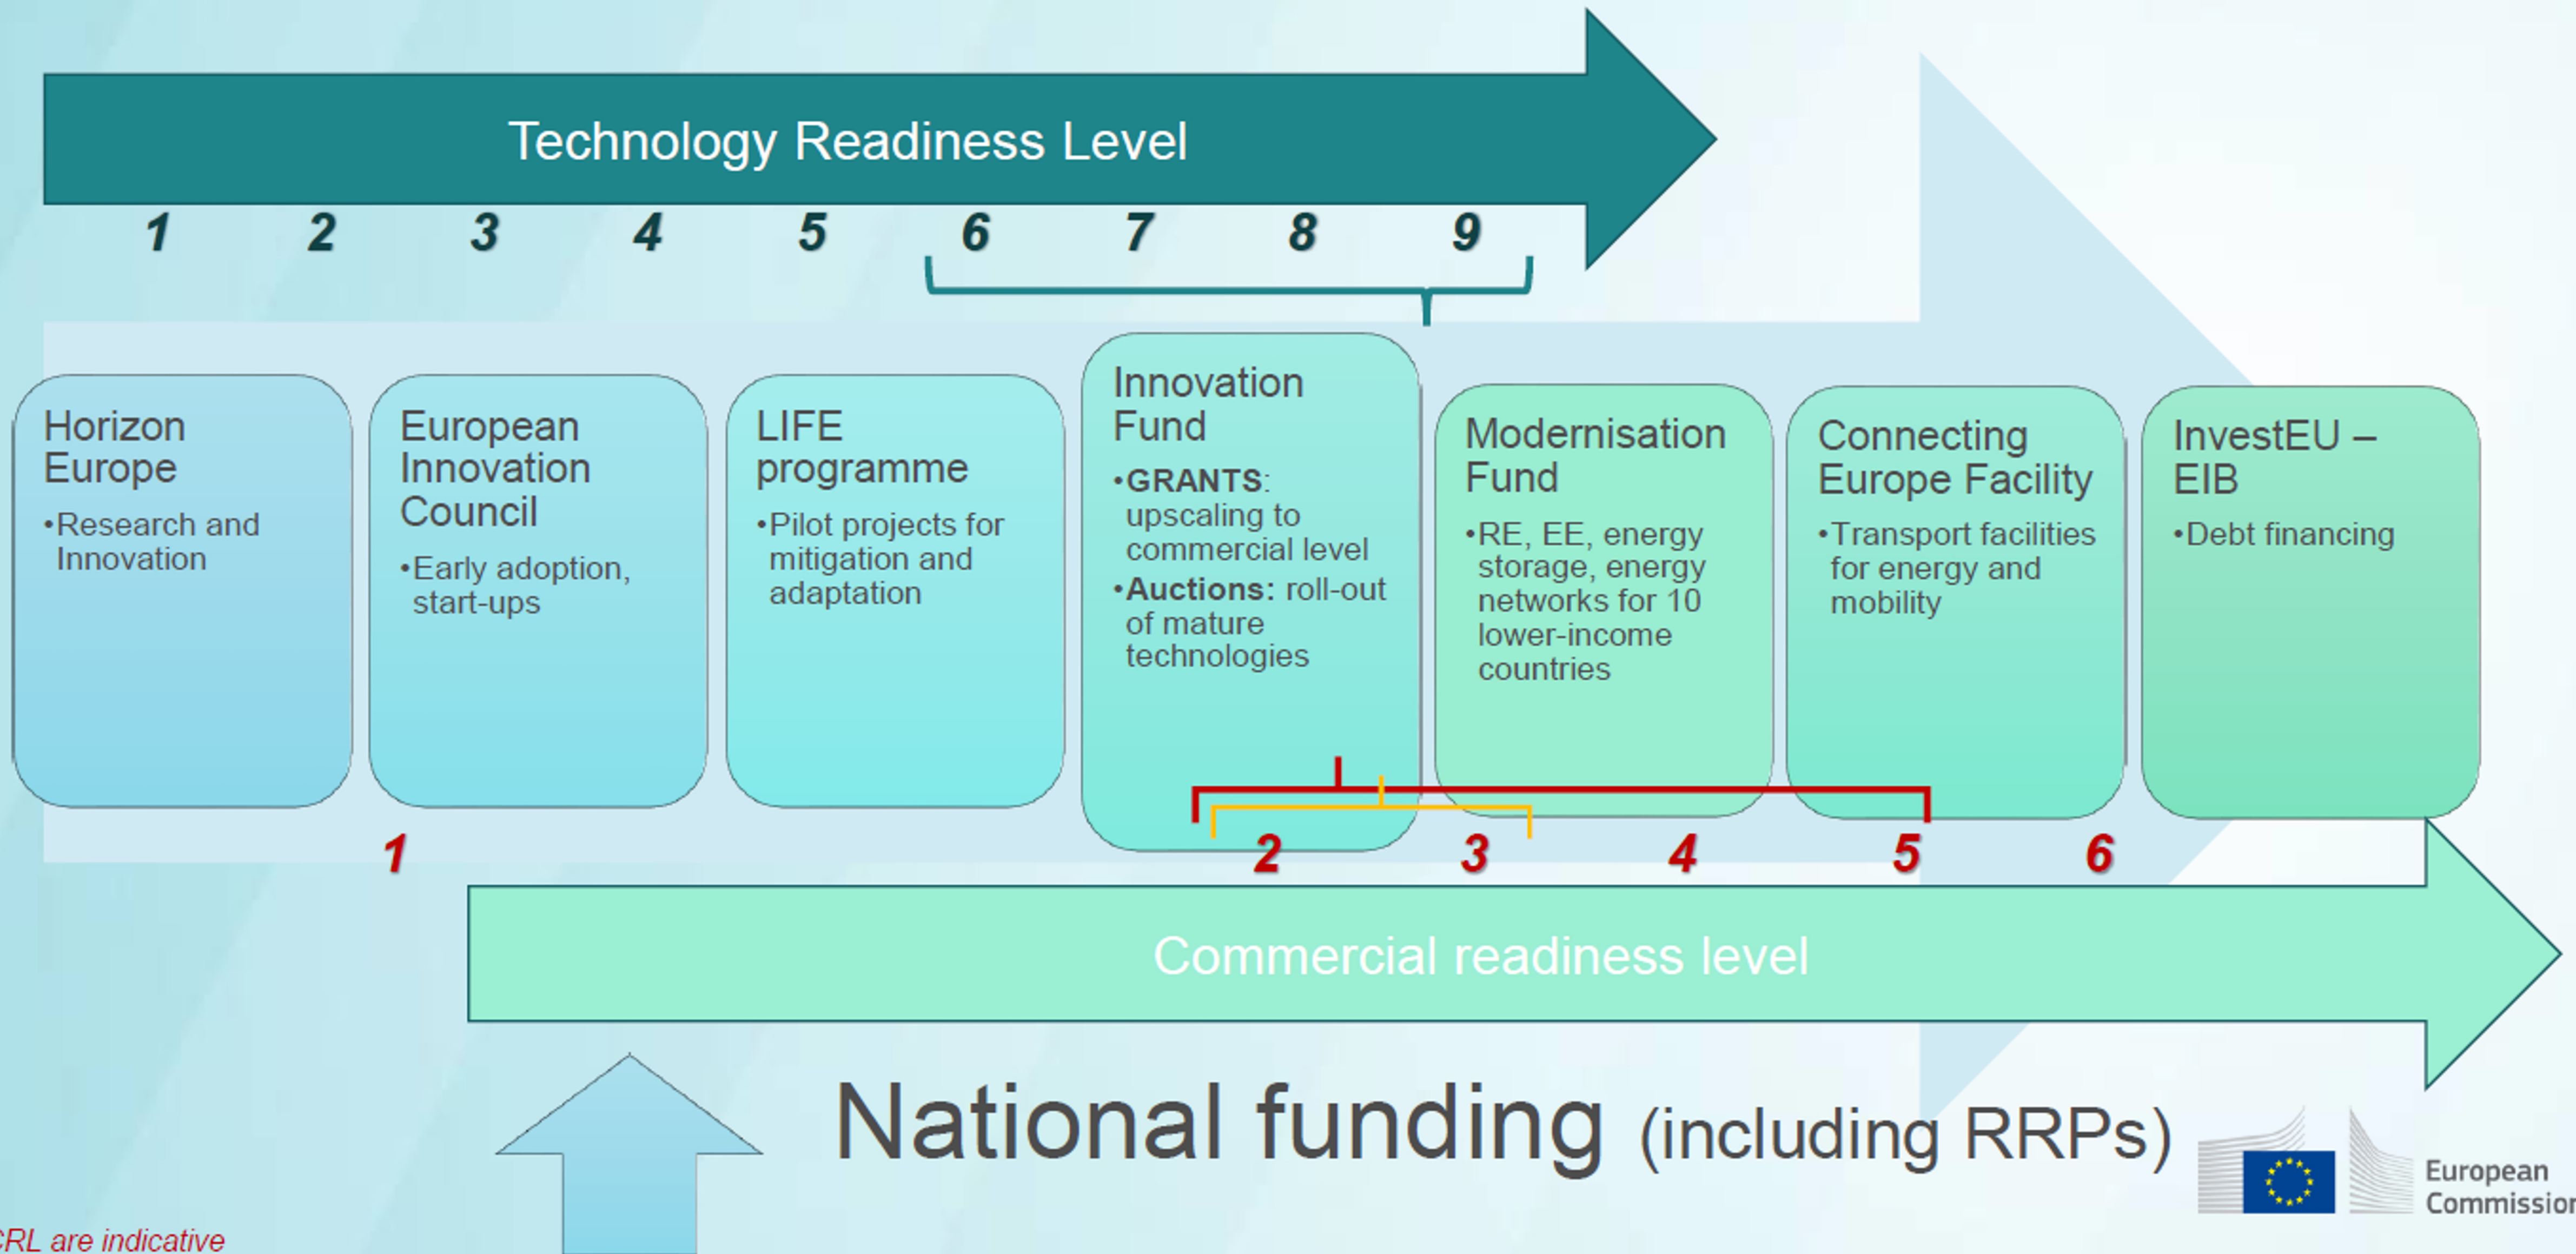 Technology Readiness Level
1 2 3 4 5 6 7 8 9
Horizon
Europe
•Research and
Innovation
European
Innovation
Council
•Early adoption,
start-ups
LIFE
programme
•Pilot projects for
mitigation and
adaptation
Innovation
Fund
•GRANTS:
upscaling to
commercial level
•Auctions: roll-out
of mature
technologies
Modernisation
Fund
•RE, EE, energy
storage, energy
networks for 10
lower-income
countries
Connecting
Europe Facility
•Transport facilities
for energy and
mobility
InvestEU –
EIB
•Debt financing
1 2 3 4 5 6
Commercial readiness level
National funding (including RRPs)
European
Commission
CRL are indicative